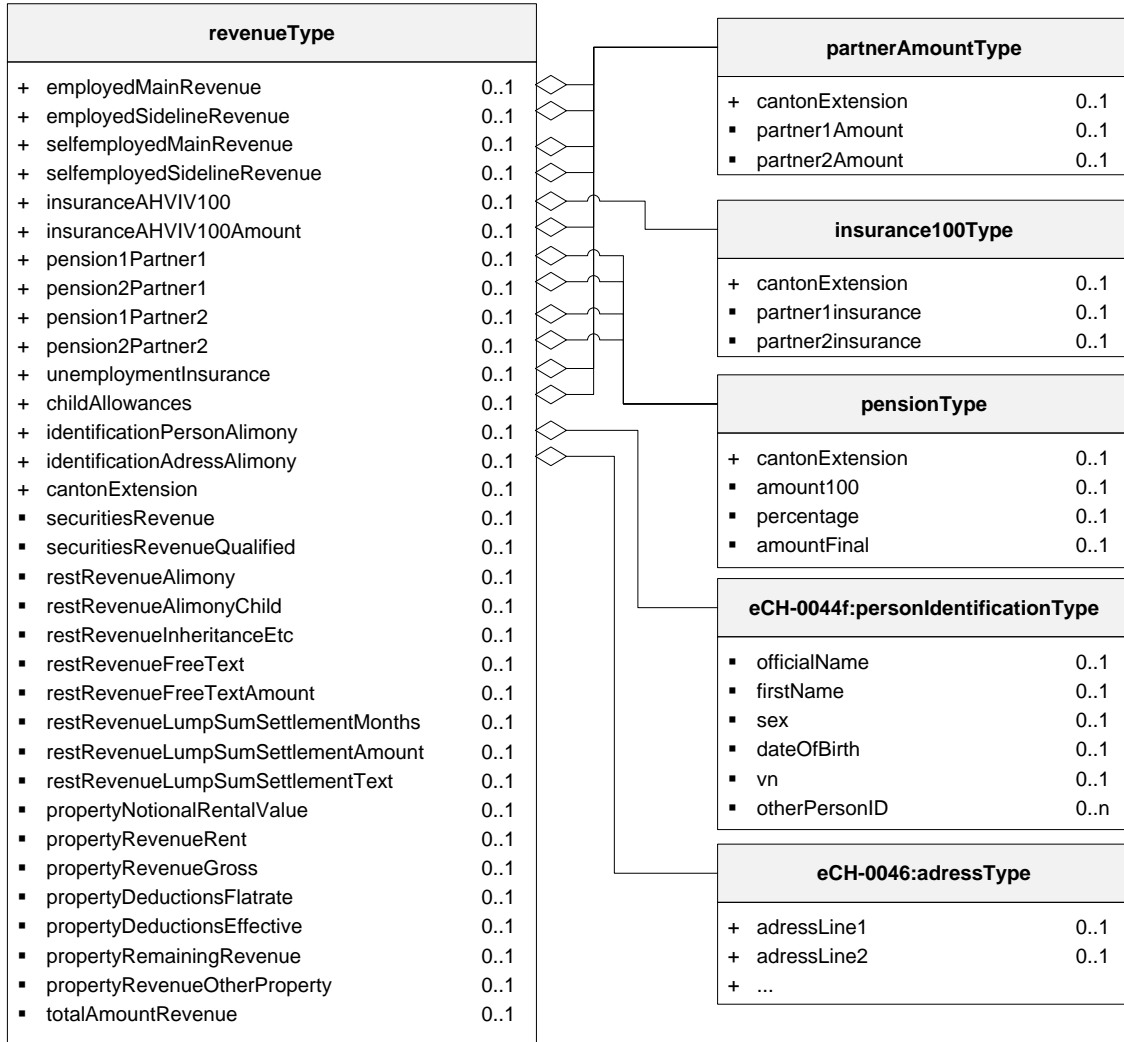 revenueType
+ employedMainRevenue 0..1
+ employedSidelineRevenue 0..1
+ selfemployedMainRevenue 0..1
+ selfemployedSidelineRevenue 0..1
+ insuranceAHVIV100 0..1
+ insuranceAHVIV100Amount 0..1
+ pension1Partner1 0..1
+ pension2Partner1 0..1
+ pension1Partner2 0..1
+ pension2Partner2 0..1
+ unemploymentInsurance 0..1
+ childAllowances 0..1
+ identificationPersonAlimony 0..1
+ identificationAdressAlimony 0..1
+ cantonExtension 0..1
▪ securitiesRevenue 0..1
▪ securitiesRevenueQualified 0..1
▪ restRevenueAlimony 0..1
▪ restRevenueAlimonyChild 0..1
▪ restRevenueInheritanceEtc 0..1
▪ restRevenueFreeText 0..1
▪ restRevenueFreeTextAmount 0..1
▪ restRevenueLumpSumSettlementMonths 0..1
▪ restRevenueLumpSumSettlementAmount 0..1
▪ restRevenueLumpSumSettlementText 0..1
▪ propertyNotionalRentalValue 0..1
▪ propertyRevenueRent 0..1
▪ propertyRevenueGross 0..1
▪ propertyDeductionsFlatrate 0..1
▪ propertyDeductionsEffective 0..1
▪ propertyRemainingRevenue 0..1
▪ propertyRevenueOtherProperty 0..1
▪ totalAmountRevenue 0..1
partnerAmountType
+ cantonExtension 0..1
▪ partner1Amount 0..1
▪ partner2Amount 0..1
insurance100Type
+ cantonExtension 0..1
▪ partner1insurance 0..1
▪ partner2insurance 0..1
pensionType
+ cantonExtension 0..1
▪ amount100 0..1
▪ percentage 0..1
▪ amountFinal 0..1
eCH-0044f:personIdentificationType
▪ officialName 0..1
▪ firstName 0..1
▪ sex 0..1
▪ dateOfBirth 0..1
▪ vn 0..1
▪ otherPersonID 0..n
eCH-0046:adressType
+ adressLine1 0..1
+ adressLine2 0..1
+ ...